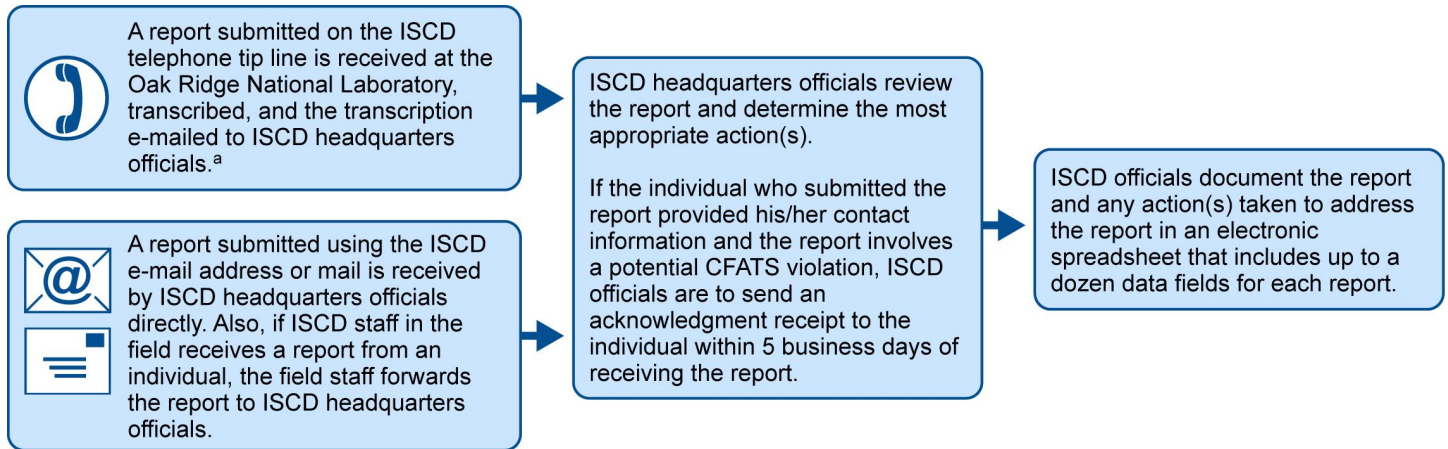 A report submitted on the ISCD
telephone tip line is received at the
Oak Ridge National Laboratory,
transcribed, and the transcription
e-mailed to ISCD headquarters
officials.a
@
A report submitted using the ISCD
e-mail address or mail is received
by ISCD headquarters officials
directly. Also, if ISCD staff in the
field receives a report from an
individual, the field staff forwards
the report to ISCD headquarters
officials.
ISCD headquarters officials review
the report and determine the most
appropriate action(s).
If the individual who submitted the
report provided his/her contact
information and the report involves
a potential CFATS violation, ISCD
officials are to send an
acknowledgment receipt to the
individual within 5 business days of
receiving the report.
ISCD officials document the report
and any action(s) taken to address
the report in an electronic
spreadsheet that includes up to a
dozen data fields for each report.